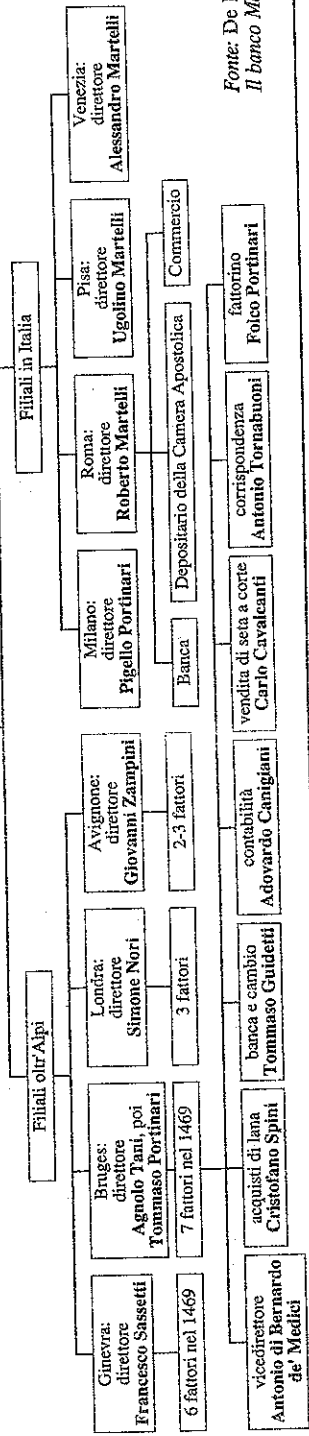 Filiali oltr'Alpi
Filiali in Italia
Ginevra:
direttore
Francesco Sassetti
Bruges:
direttore
Agnolo Tani, poi
Tommaso Portinari
Londra:
direttore
Simone Nori
Avignone:
direttore
Giovanni Zampini
Milano:
direttore
Pigello Portinari
Roma:
direttore
Roberto Martelli
Pisa:
direttore
Ugolino Martelli
Venezia:
direttore
Alessandro Martelli
6 fattori nel 1469
7 fattori nel 1469
3 fattori
2-3 fattori
Banca
Depositario della Camera Apostolica
Commercio
vicedirettore
Antonio di Bernardo
de' Medici
acquisti di lana
Cristofano Spini
banca e cambio
Tommaso Guidetti
contabilità
Adovardo Canigiani
vendita di seta a corte
Carlo Cavalcanti
corrispondenza
Antonio Tornabuoni
fattorino
Folco Portinari
Fonte: De
Il banco M